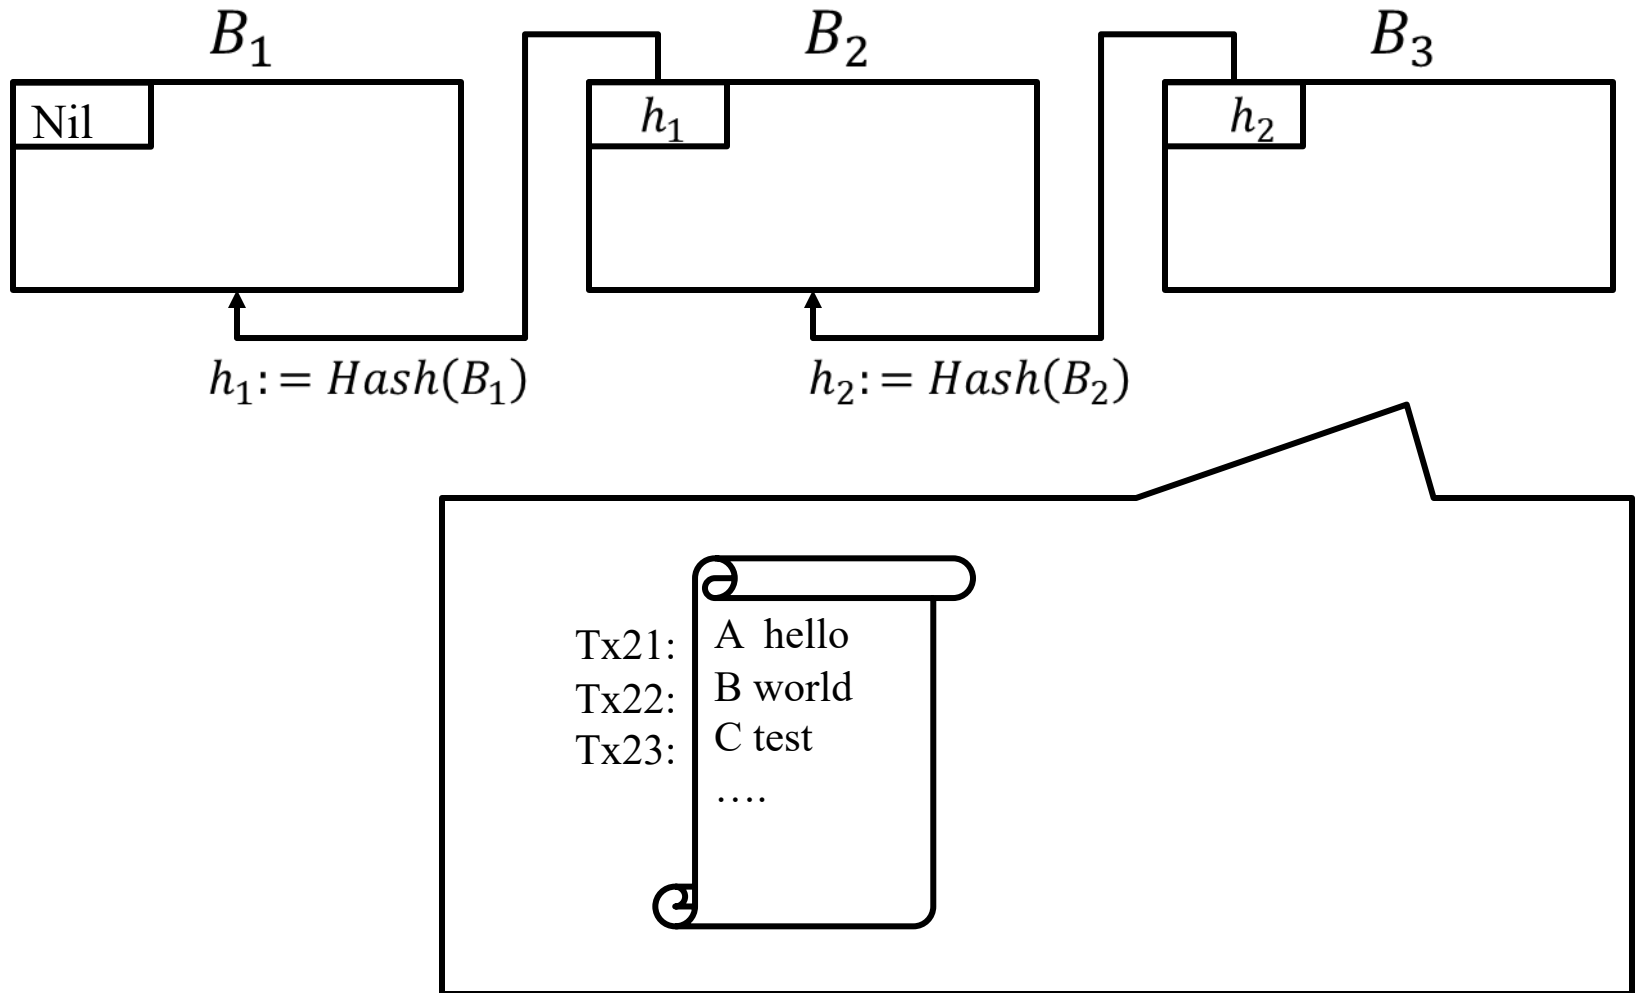 B₁ B₂ B₃
Nil h₁ h₂
h₁:= Hash(B₁) h₂:= Hash(B₂)
Tx21: A hello
Tx22: B world
Tx23: C test
….